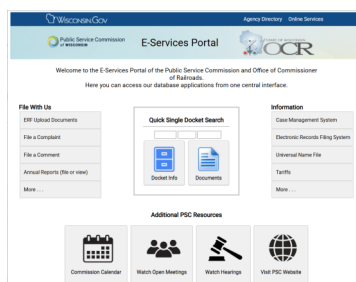 WISCONSIN.GOV
Agency Directory Online Services
Public Service Commission
OF WISCONSIN
E-Services Portal
OCR
Welcome to the E-Services Portal of the Public Service Commission and Office of Commissioner
of Railroads.
Here you can access our database applications from one central interface.
File With Us
ERF Upload Documents
File a Complaint
File a Comment
Annual Reports (file or view)
More . . .
Quick Single Docket Search
Docket Info
Documents
Information
Case Management System
Electronic Records Filing System
Universal Name File
Tariffs
More . . .
Additional PSC Resources
Commission Calendar
Watch Open Meetings
Watch Hearings
Visit PSC Website